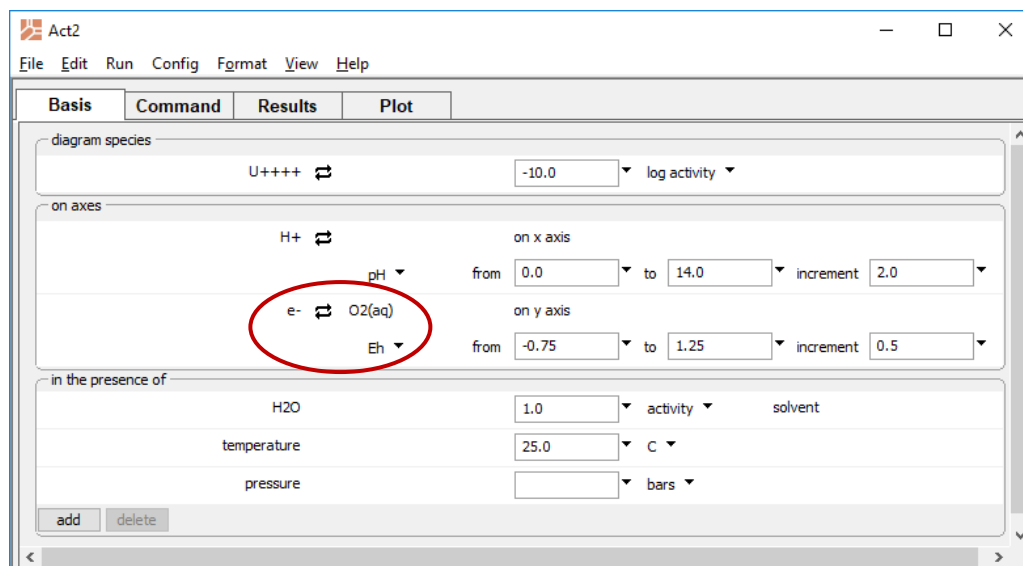 Act2
File Edit Run Config Format View Help
Basis Command Results Plot
diagram species
U++++ -10.0 log activity
on axes
H+ on x axis
pH from 0.0 to 14.0 increment 2.0
e- O2(aq) on y axis
Eh from -0.75 to 1.25 increment 0.5
in the presence of
H2O 1.0 activity solvent
temperature 25.0 C
pressure bars
add delete